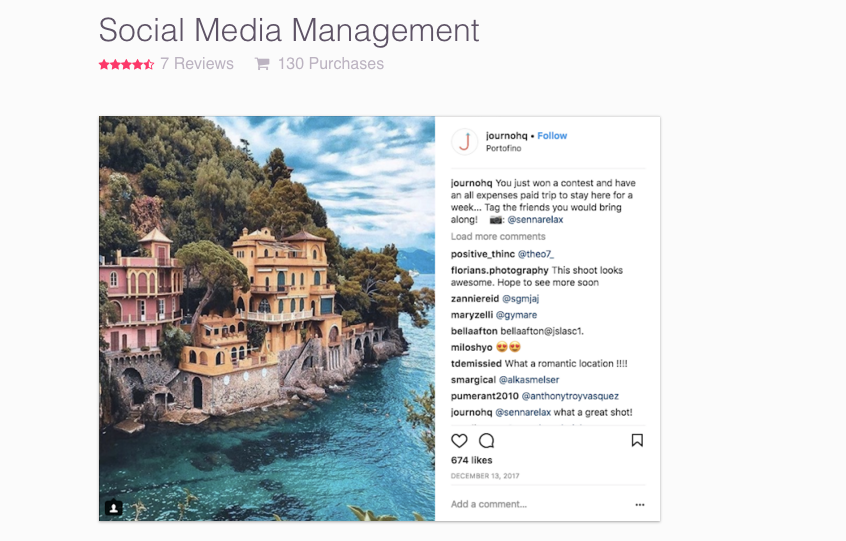 Social Media Management
7 Reviews 130 Purchases
journohq • Follow
Portofino
journohq You just won a contest and have
an all expenses paid trip to stay here for a
week... Tag the friends you would bring
along! 📷: @sennarelax
Load more comments
positive_thinc @theo7_
florians.photography This shoot looks
awesome. Hope to see more soon
zanniereid @sgmjaj
maryzelli @gymare
bellaafton bellaafton@jslasc1.
miloshyo 😍😍
tdemissied What a romantic location !!!!
smargical @alkasmelser
pumerant2010 @anthonytroyvasquez
journohq @sennarelax what a great shot!
674 likes
DECEMBER 13, 2017
Add a comment...